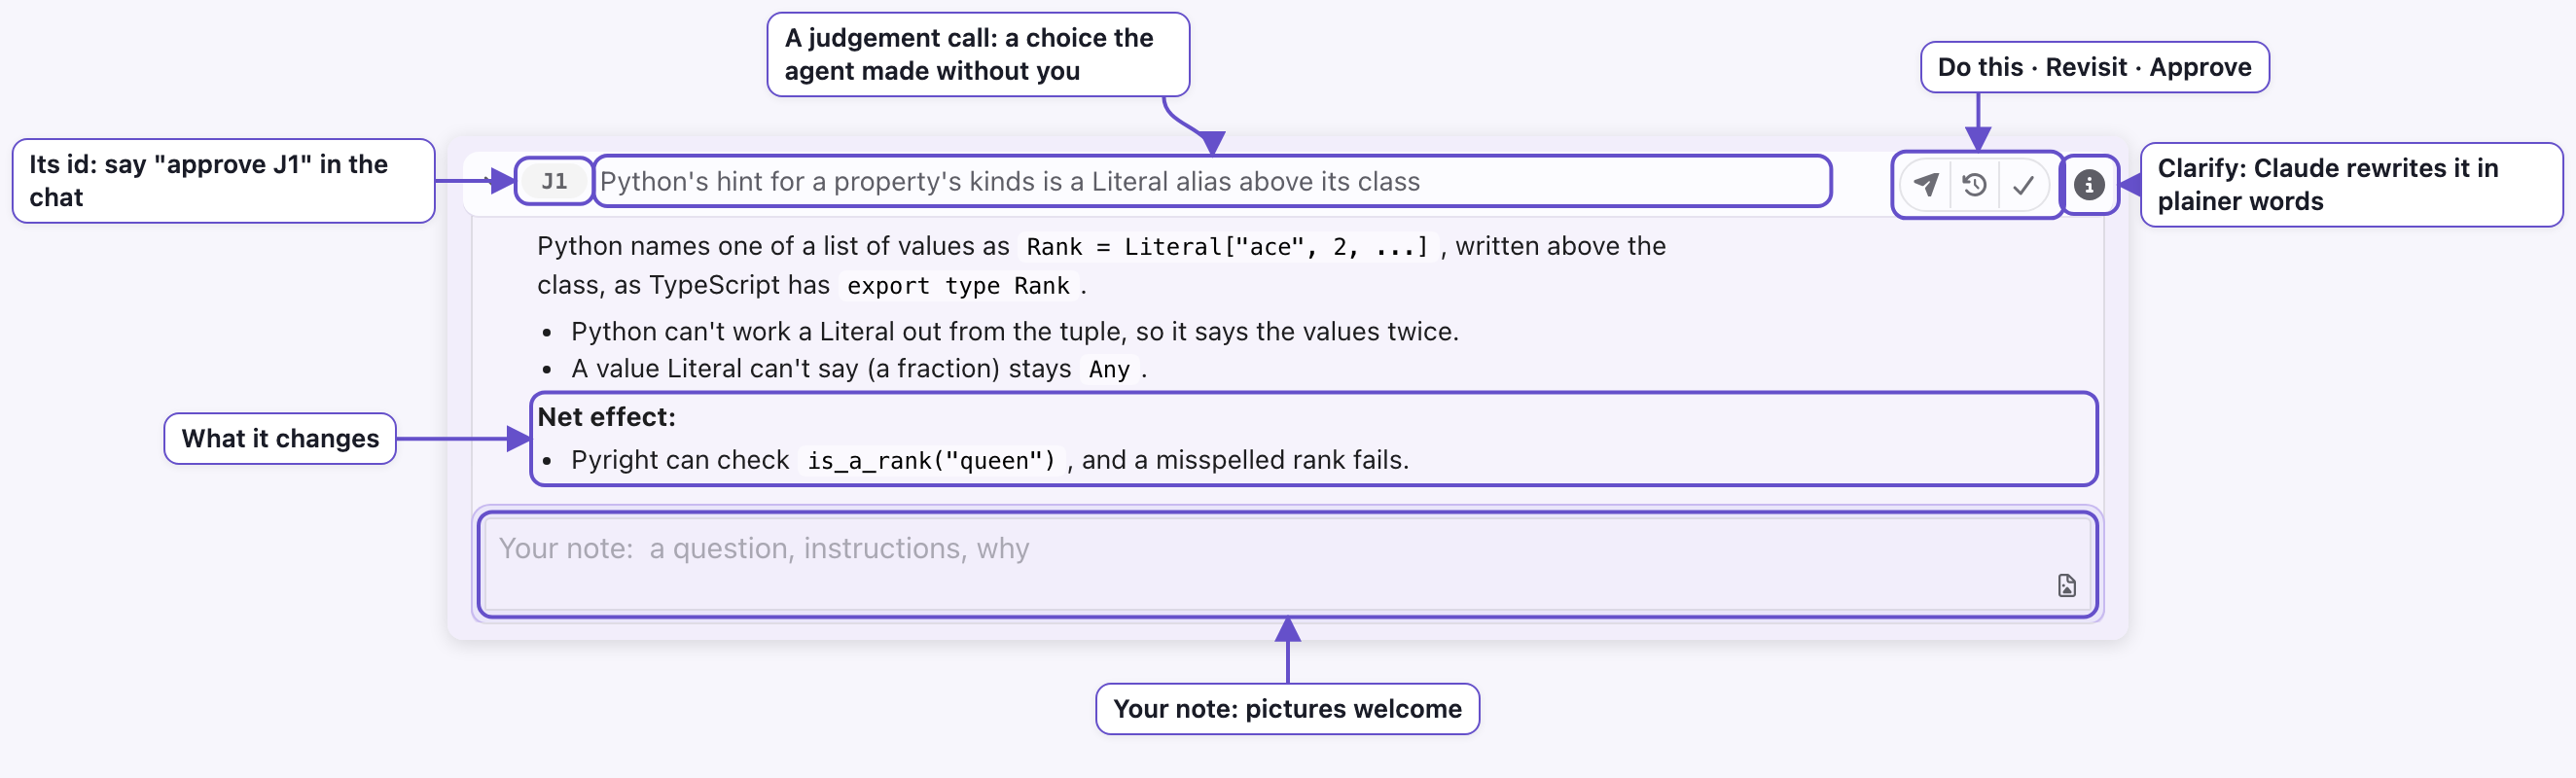 A judgement call: a choice the
agent made without you
Do this · Revisit · Approve
Its id: say "approve J1" in the
chat
J1
Python's hint for a property's kinds is a Literal alias above its class
Clarify: Claude rewrites it in
plainer words
Python names one of a list of values as Rank = Literal["ace", 2, ...] , written above the
class, as TypeScript has export type Rank .
• Python can't work a Literal out from the tuple, so it says the values twice.
• A value Literal can't say (a fraction) stays Any .
What it changes
Net effect:
• Pyright can check is_a_rank("queen") , and a misspelled rank fails.
Your note: a question, instructions, why
Your note: pictures welcome